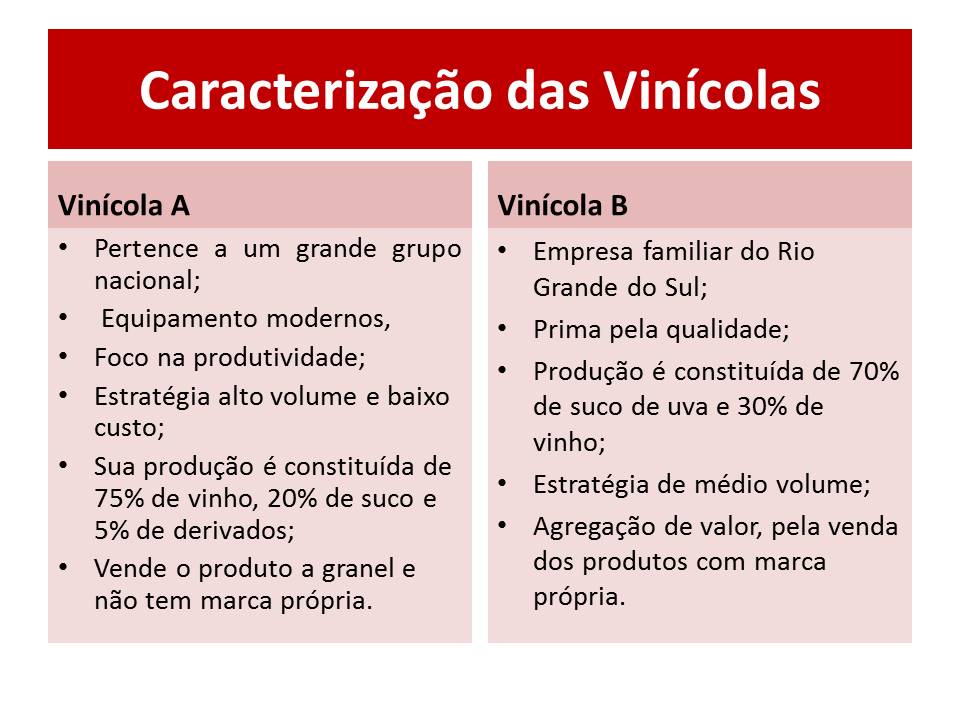 Caracterização das Vinícolas
Vinícola A
• Pertence a um grande grupo
nacional;
• Equipamento modernos,
• Foco na produtividade;
• Estratégia alto volume e baixo
custo;
• Sua produção é constituída de
75% de vinho, 20% de suco e
5% de derivados;
• Vende o produto a granel e
não tem marca própria.
Vinícola B
• Empresa familiar do Rio
Grande do Sul;
• Prima pela qualidade;
• Produção é constituída de 70%
de suco de uva e 30% de
vinho;
• Estratégia de médio volume;
• Agregação de valor, pela venda
dos produtos com marca
própria.